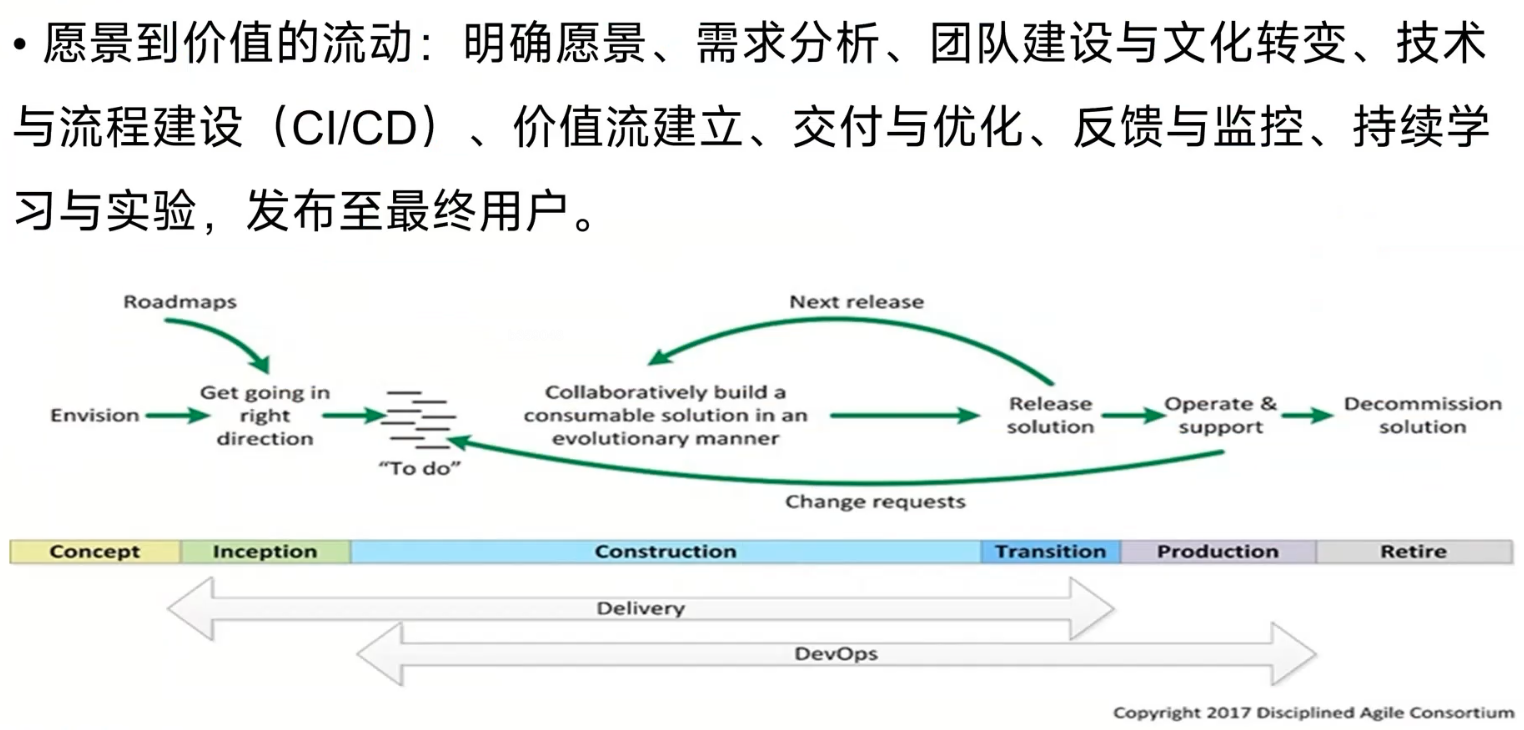 • 愿景到价值的流动：明确愿景、需求分析、团队建设与文化转变、技术
与流程建设（CI/CD）、价值流建立、交付与优化、反馈与监控、持续学
习与实验，发布至最终用户。
Roadmaps
Next release
Envision
Get going in
right
direction
“To do”
Collaboratively build a
consumable solution in an
evolutionary manner
Release
solution
Operate &
support
Decommission
solution
Change requests
Concept
Inception
Construction
Transition
Production
Retire
Delivery
DevOps
Copyright 2017 Disciplined Agile Consortium